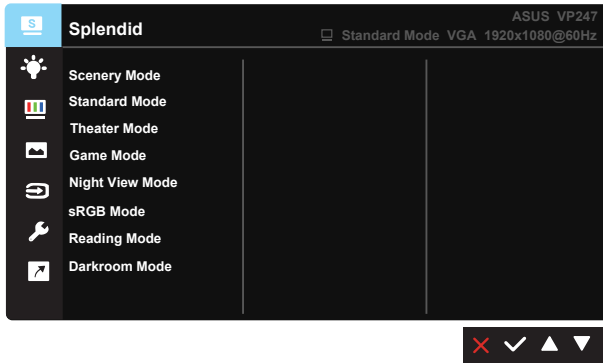 S
Splendid
ASUS VP247
Standard Mode VGA 1920x1080@60Hz
Scenery Mode
Standard Mode
Theater Mode
Game Mode
Night View Mode
sRGB Mode
Reading Mode
Darkroom Mode